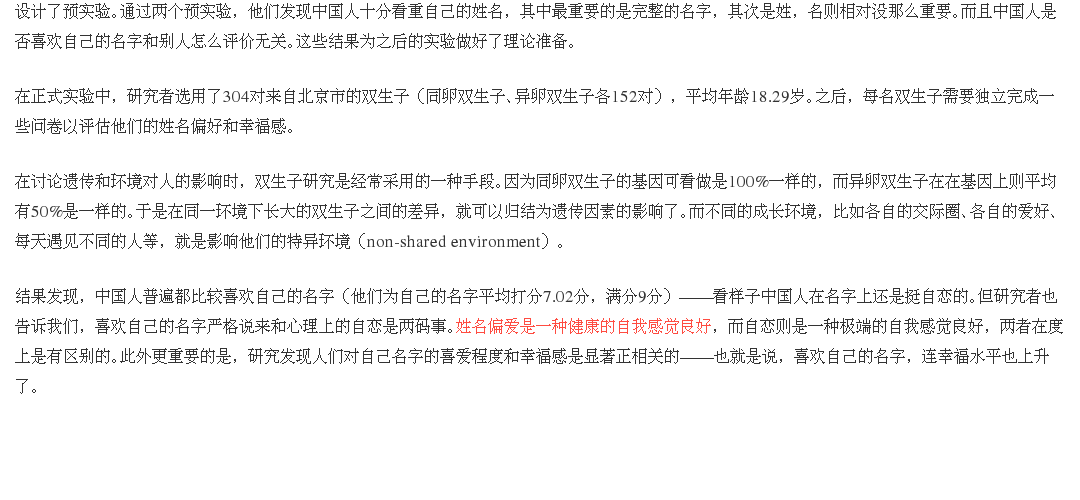 设计了预实验。通过两个预实验，他们发现中国人十分看重自己的姓名，其中最重要的是完整的名字，其次是姓，名则相对没那么重要。而且中国人是
否喜欢自己的名字和别人怎么评价无关。这些结果为之后的实验做好了理论准备。
在正式实验中，研究者选用了304对来自北京市的双生子（同卵双生子、异卵双生子各152对），平均年龄18.29岁。之后，每名双生子需要独立完成一
些问卷以评估他们的姓名偏好和幸福感。
在讨论遗传和环境对人的影响时，双生子研究是经常采用的一种手段。因为同卵双生子的基因可看做是100%一样的，而异卵双生子在在基因上则平均
有50%是一样的。于是在同一环境下长大的双生子之间的差异，就可以归结为遗传因素的影响了。而不同的成长环境，比如各自的交际圈、各自的爱好、
每天遇见不同的人等，就是影响他们的特异环境（non-shared environment）。
结果发现，中国人普遍都比较喜欢自己的名字（他们为自己的名字平均打分7.02分，满分9分）——看样子中国人在名字上还是挺自恋的。但研究者也
告诉我们，喜欢自己的名字严格说来和心理上的自恋是两码事。姓名偏爱是一种健康的自我感觉良好，而自恋则是一种极端的自我感觉良好，两者在度
上是有区别的。此外更重要的是，研究发现人们对自己名字的喜爱程度和幸福感是显著正相关的——也就是说，喜欢自己的名字，连幸福水平也上升
了。